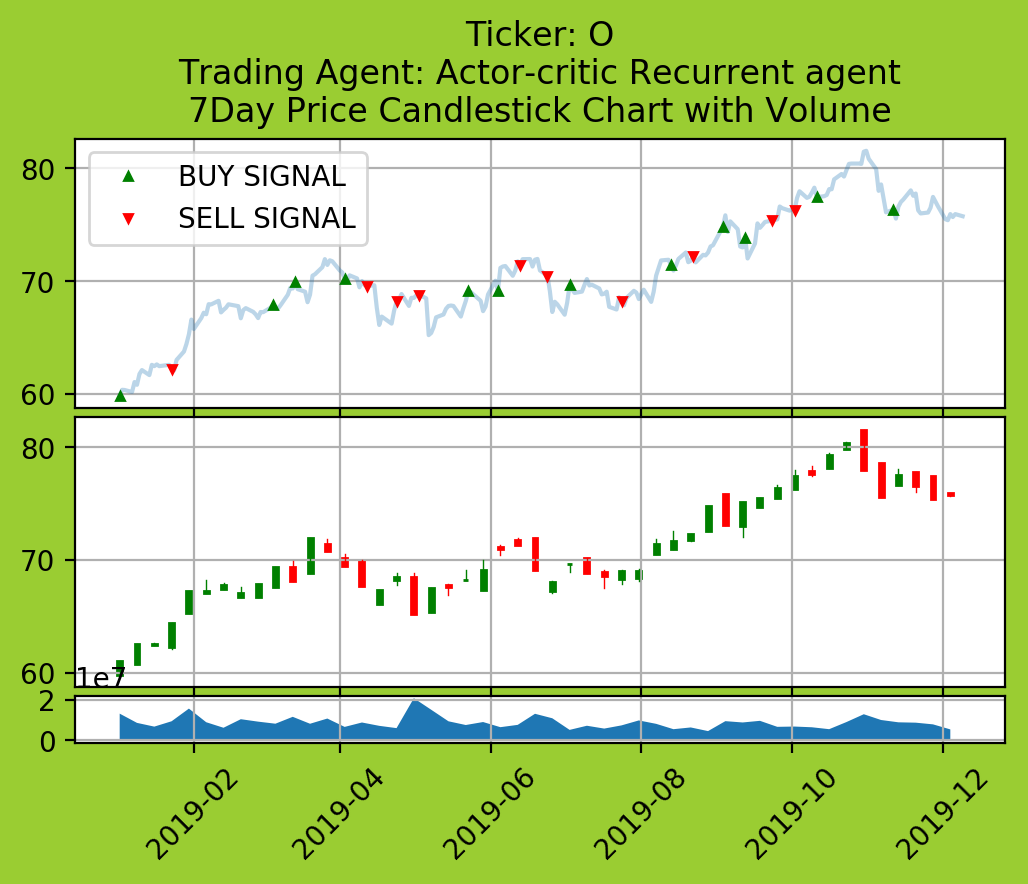 Ticker: O
Trading Agent: Actor-critic Recurrent agent
7Day Price Candlestick Chart with Volume
BUY SIGNAL
SELL SIGNAL
80
70
60
80
70
60
1e7
2
0
2019-02
2019-04
2019-06
2019-08
2019-10
2019-12